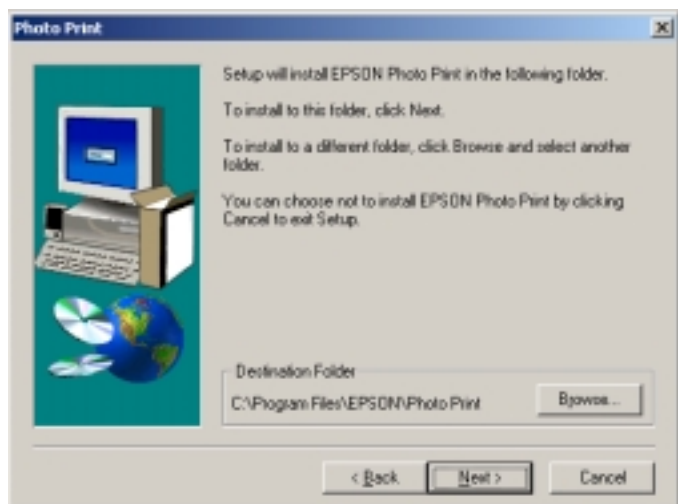 Photo Print
Setup will install EPSON Photo Print in the following folder.
To install to this folder, click Next.
To install to a different folder, click Browse and select another
folder.
You can choose not to install EPSON Photo Print by clicking
Cancel to exit Setup.
Destination Folder
C:\Program Files\EPSON\Photo Print
Browse...
< Back
Next >
Cancel